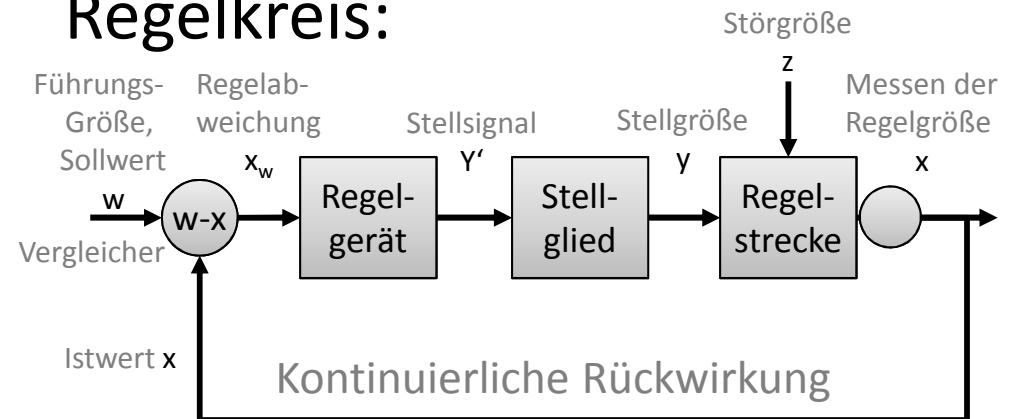 Regelkreis:
Störgröße
z
Führungs-
Größe,
Sollwert
w
Regelab-
weichung
xw
Stellsignal
Y‘
Stellgröße
y
Messen der
Regelgröße
x
w-x
Regel-
gerät
Stell-
glied
Regel-
strecke
Vergleicher
Istwert x
Kontinuierliche Rückwirkung